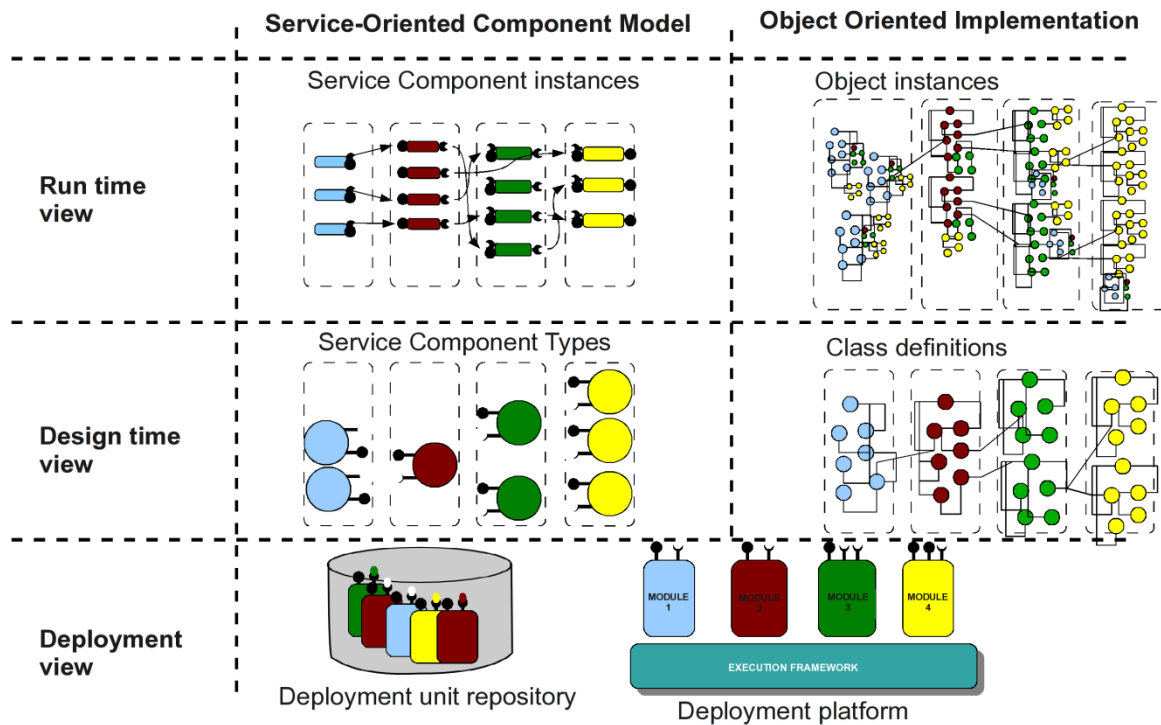 Service-Oriented Component Model
Object Oriented Implementation
Service Component instances
Object instances
Run time
view
Service Component Types
Class definitions
Design time
view
MODULE
1
MODULE
2
MODULE
3
MODULE
4
Deployment
view
EXECUTION FRAMEWORK
Deployment unit repository
Deployment platform